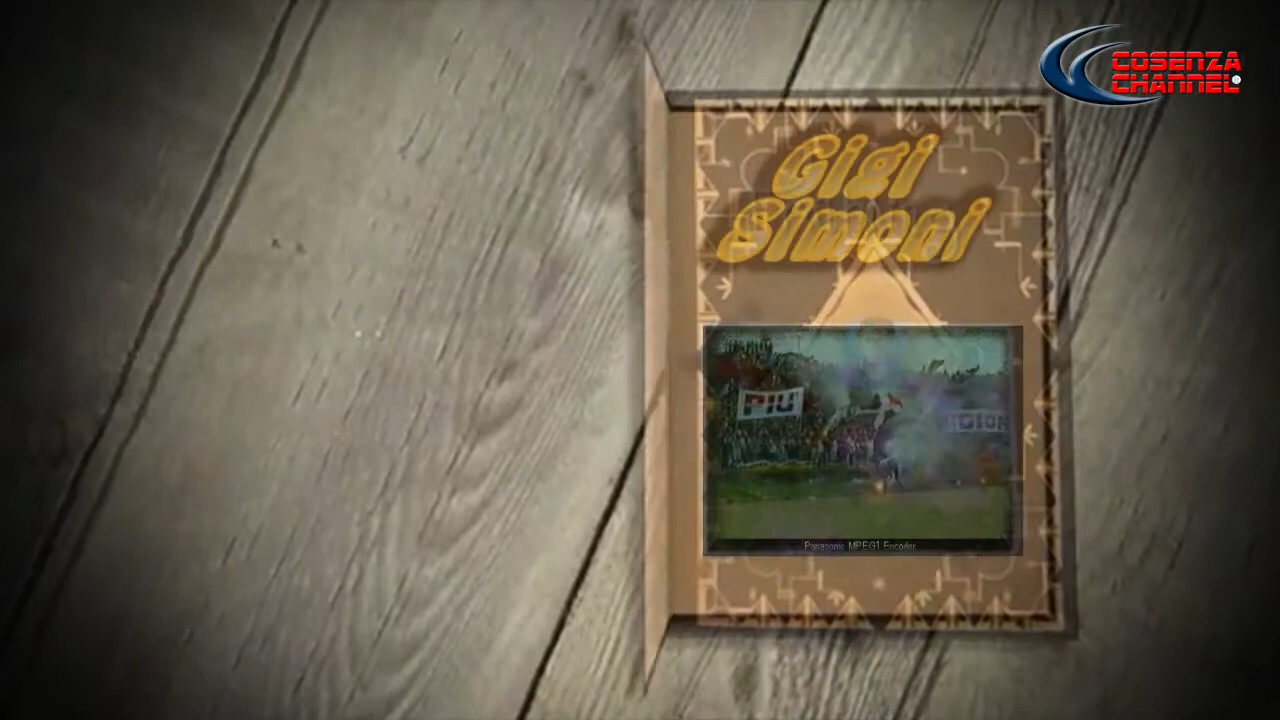 COSENZA
CHANNEL
Gigi
Simoni
PIU'
Panasonic MPEG1 Encoder